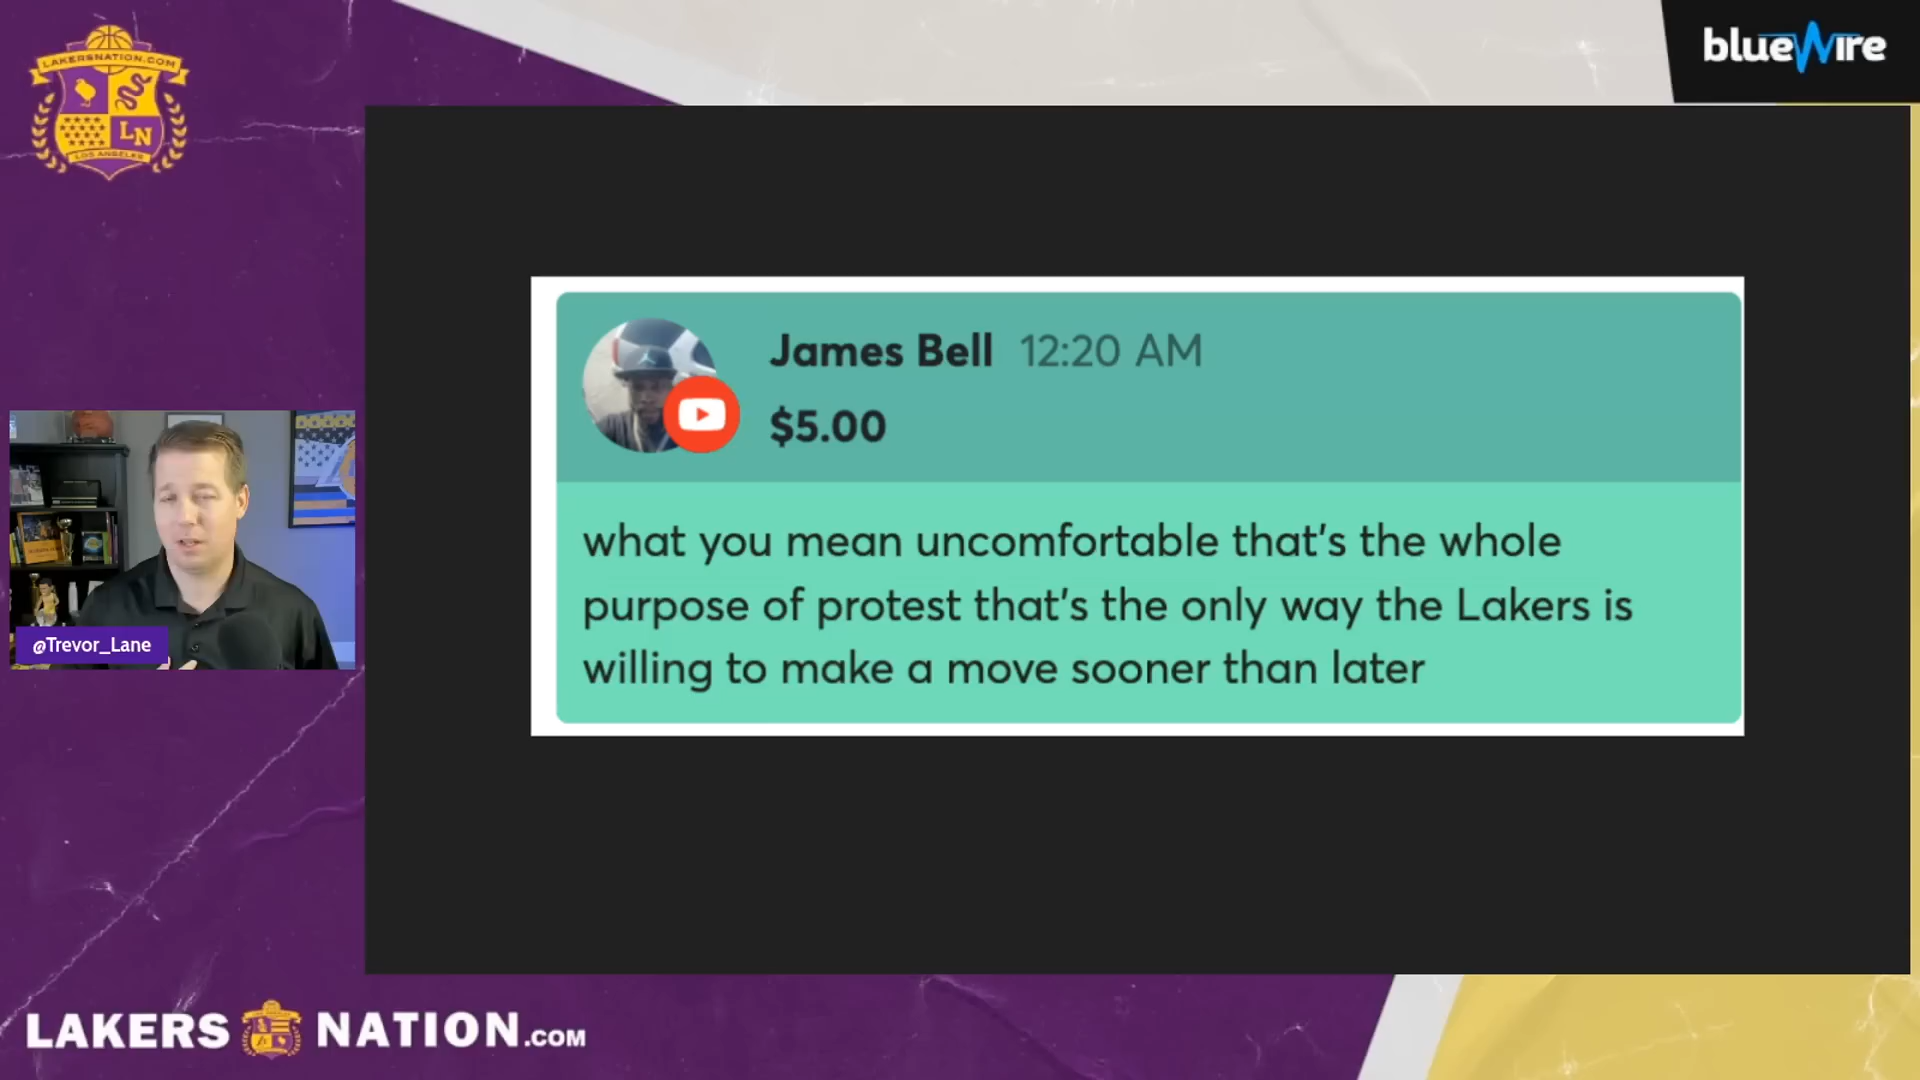 LAKERSNATION.COM
LN
LOS ANGELES
blueWire
James Bell 12:20 AM
$5.00
what you mean uncomfortable that's the whole
purpose of protest that's the only way the Lakers is
willing to make a move sooner than later
@Trevor_Lane
LAKERS NATION.COM